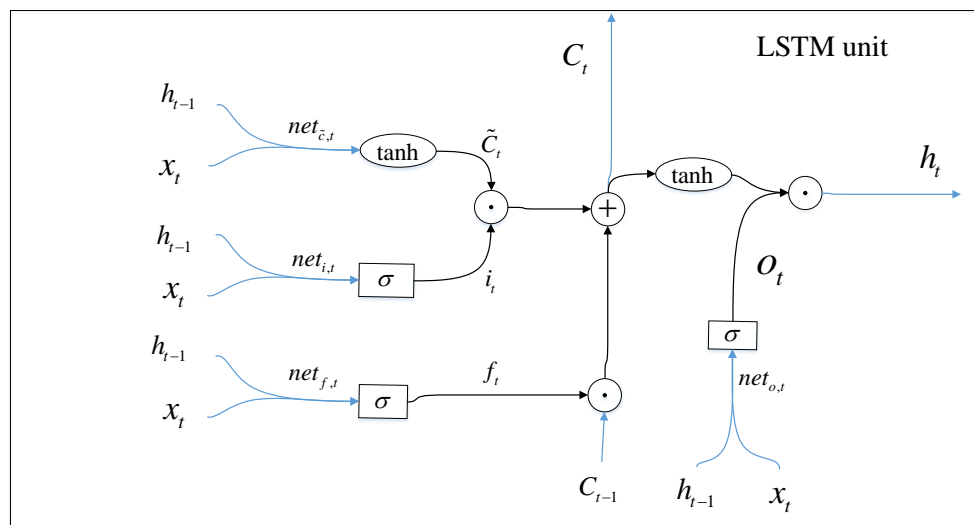 LSTM unit
C_t
h_{t-1}
net_{c̃,t}
tanh
C̃_t
x_t
tanh
h_t
·
+
·
h_{t-1}
net_{i,t}
σ
i_t
x_t
o_t
σ
h_{t-1}
net_{f,t}
σ
f_t
·
x_t
net_{o,t}
C_{t-1}
h_{t-1}
x_t